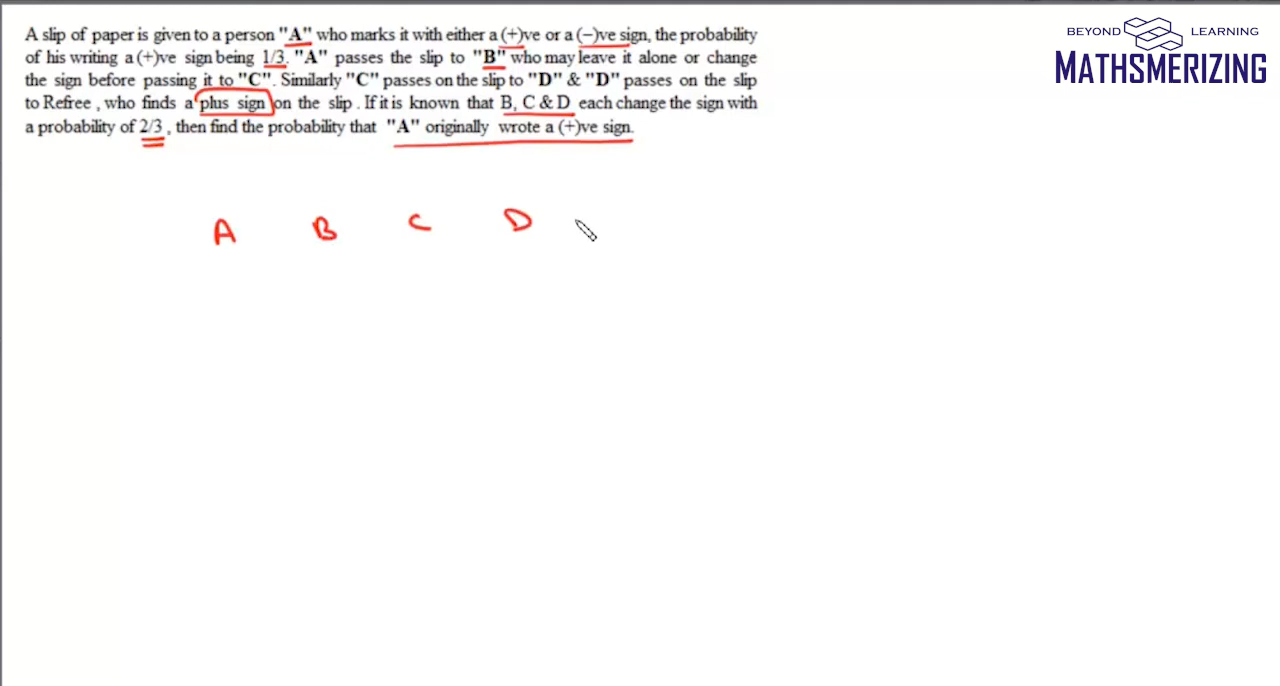 BEYOND LEARNING
MATHSMERIZING
A slip of paper is given to a person "A" who marks it with either a (+)ve or a (−)ve sign, the probability
of his writing a (+)ve sign being 1/3. "A" passes the slip to "B" who may leave it alone or change
the sign before passing it to "C". Similarly "C" passes on the slip to "D" & "D" passes on the slip
to Refree , who finds a plus sign on the slip . If it is known that B, C & D each change the sign with
a probability of 2/3 , then find the probability that "A" originally wrote a (+)ve sign.
A B C D